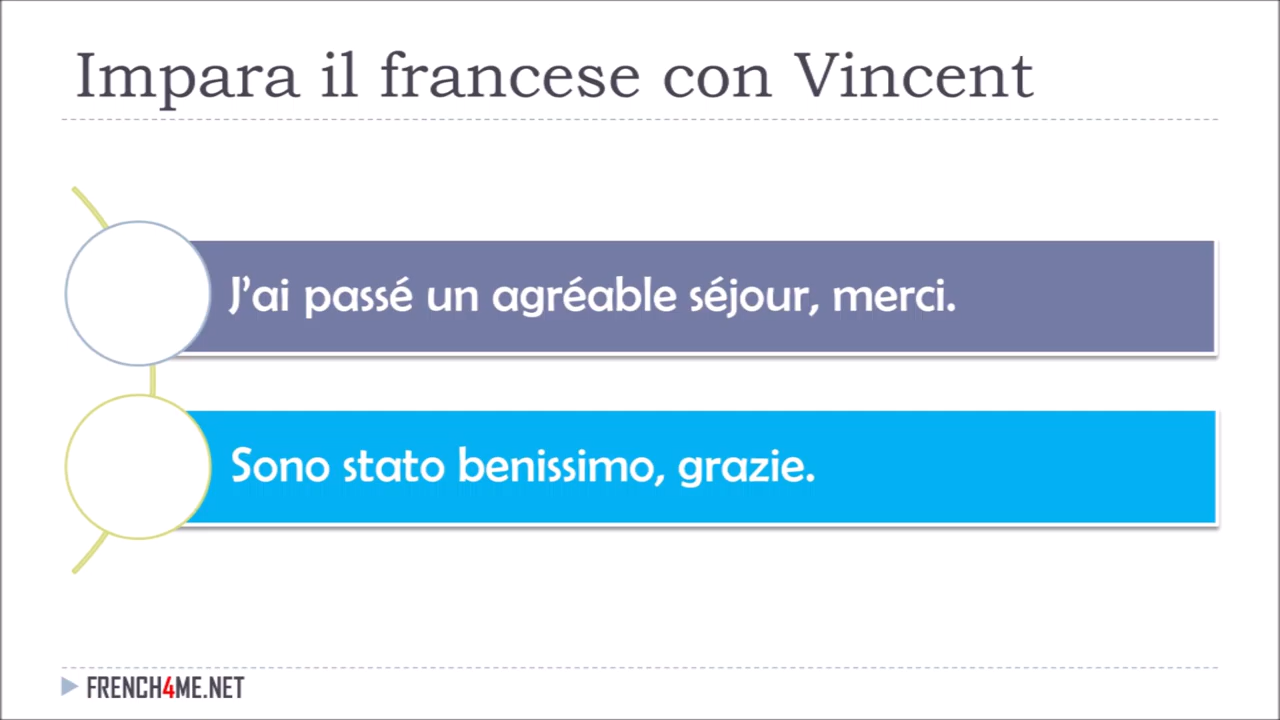 Impara il francese con Vincent
J’ai passé un agréable séjour, merci.
Sono stato benissimo, grazie.
FRENCH4ME.NET